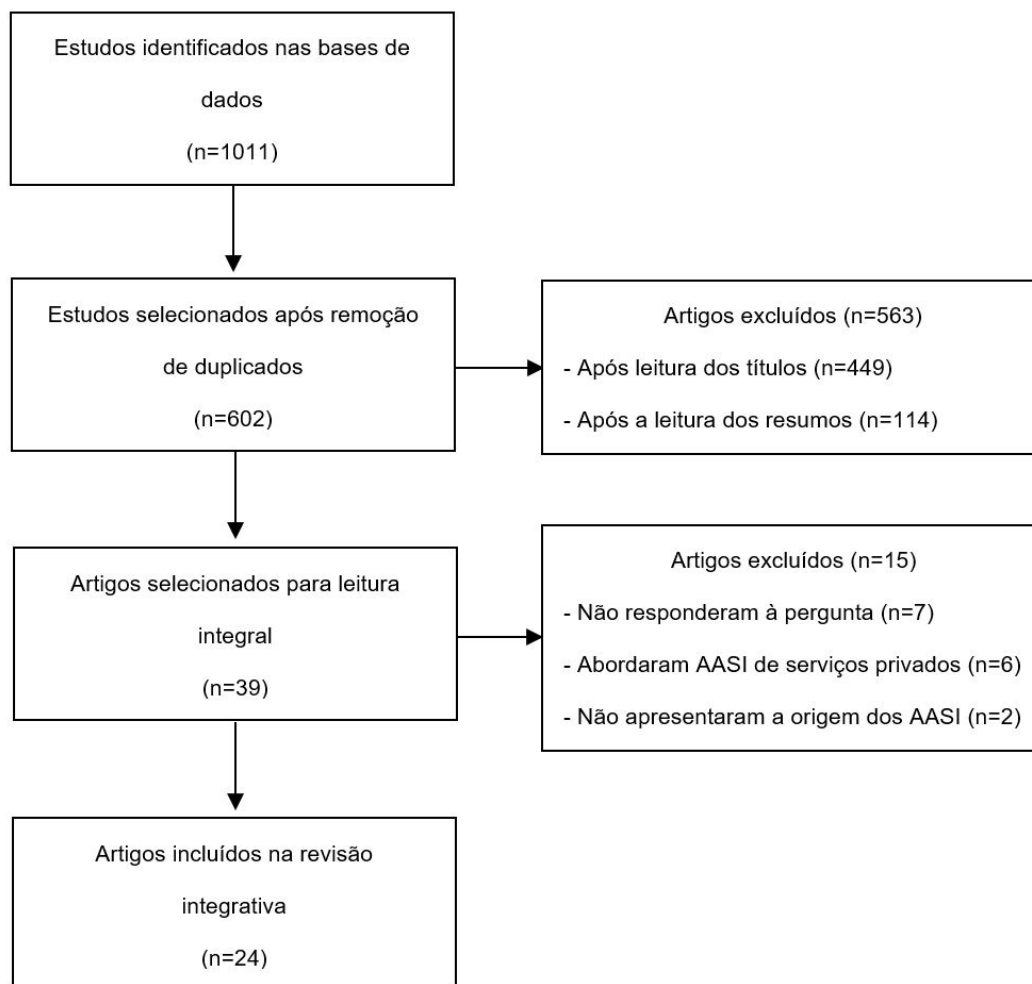 Estudos identificados nas bases de
dados
(n=1011)
Estudos selecionados após remoção
de duplicados
(n=602)
Artigos excluídos (n=563)
- Após leitura dos títulos (n=449)
- Após a leitura dos resumos (n=114)
Artigos selecionados para leitura
integral
(n=39)
Artigos excluídos (n=15)
- Não responderam à pergunta (n=7)
- Abordaram AASI de serviços privados (n=6)
- Não apresentaram a origem dos AASI (n=2)
Artigos incluídos na revisão
integrativa
(n=24)